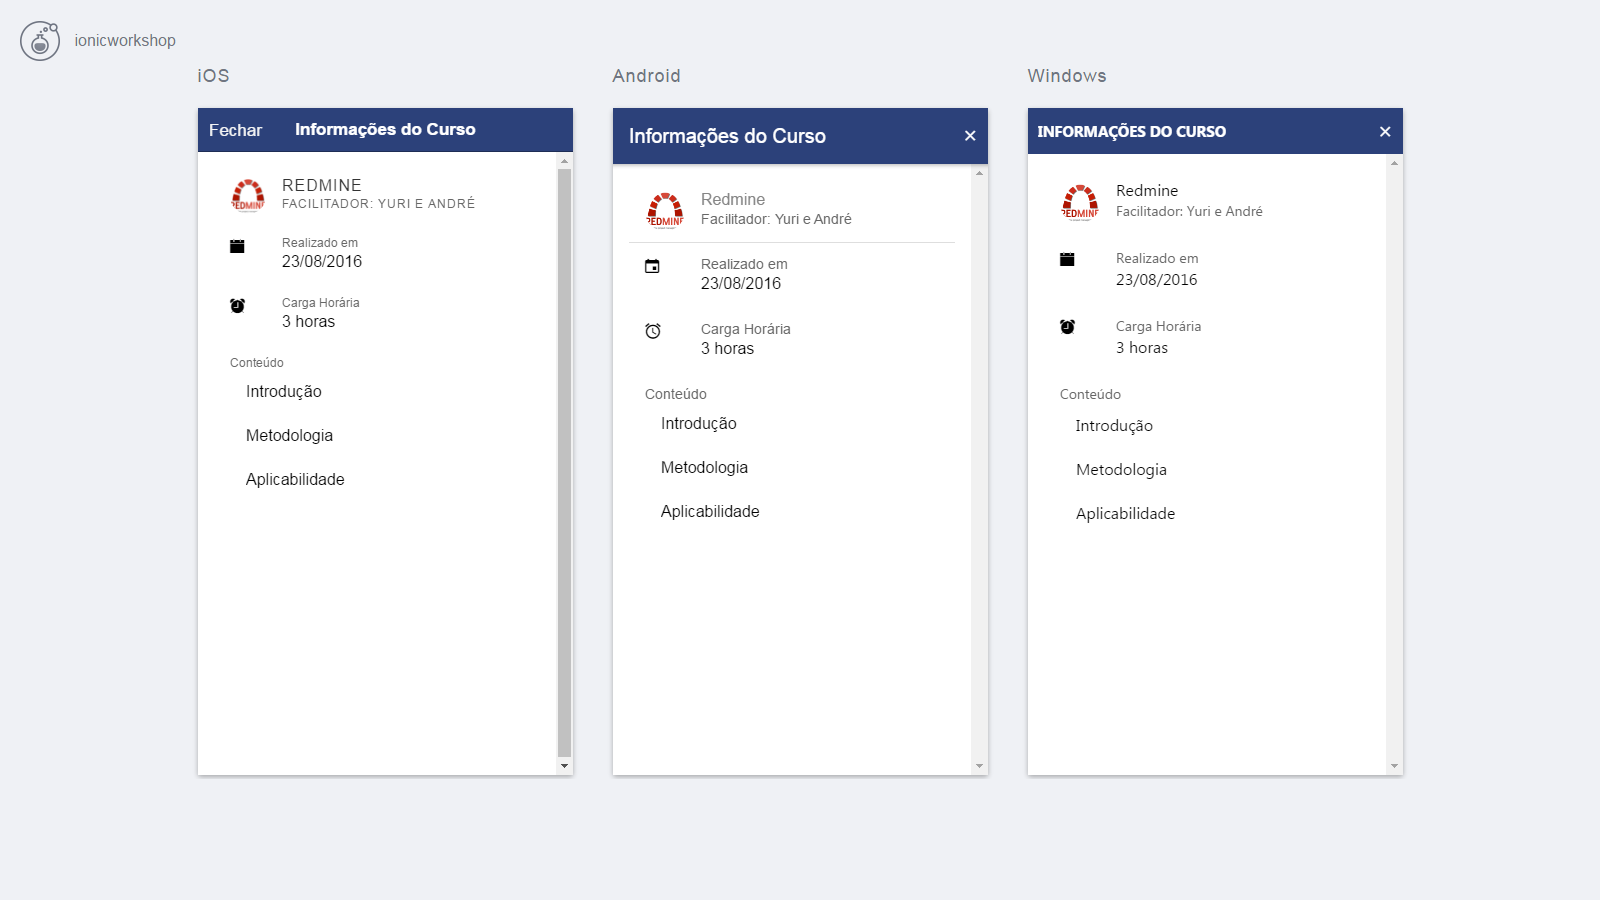 ionicworkshop
iOS
Fechar
Informações do Curso
REDMINE
REDMINE
FACILITADOR: YURI E ANDRÉ
Realizado em
23/08/2016
Carga Horária
3 horas
Conteúdo
Introdução
Metodologia
Aplicabilidade
Android
Informações do Curso
REDMINE
Redmine
Facilitador: Yuri e André
Realizado em
23/08/2016
Carga Horária
3 horas
Conteúdo
Introdução
Metodologia
Aplicabilidade
Windows
INFORMAÇÕES DO CURSO
REDMINE
Redmine
Facilitador: Yuri e André
Realizado em
23/08/2016
Carga Horária
3 horas
Conteúdo
Introdução
Metodologia
Aplicabilidade